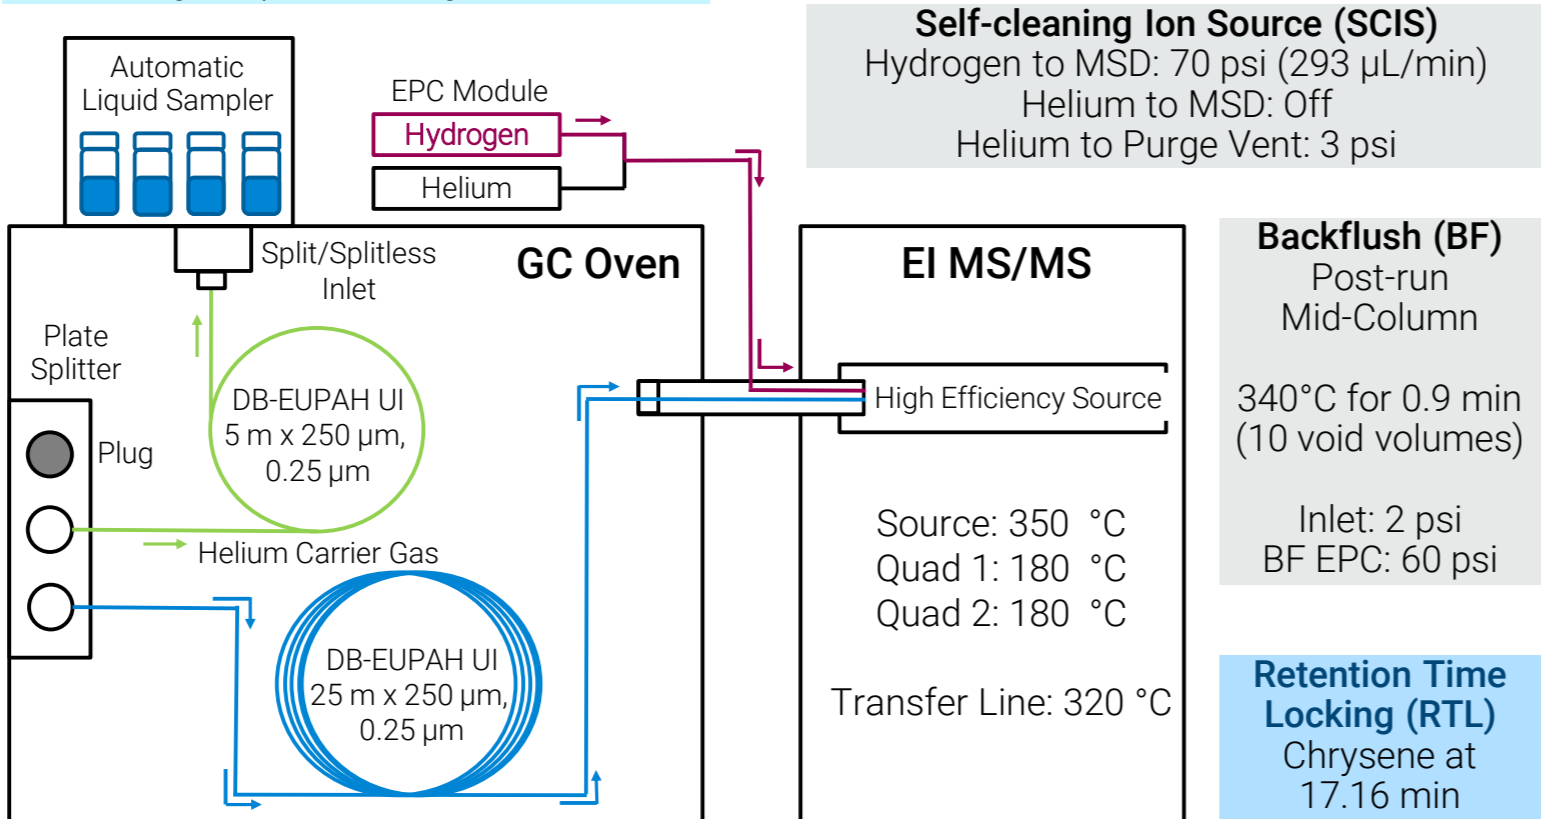 Automatic
Liquid Sampler
EPC Module
Hydrogen
Helium
Self-cleaning Ion Source (SCIS)
Hydrogen to MSD: 70 psi (293 µL/min)
Helium to MSD: Off
Helium to Purge Vent: 3 psi
Split/Splitless
Inlet
GC Oven
Plate
Splitter
Plug
DB-EUPAH UI
5 m x 250 µm,
0.25 µm
Helium Carrier Gas
DB-EUPAH UI
25 m x 250 µm,
0.25 µm
EI MS/MS
High Efficiency Source
Source: 350 °C
Quad 1: 180 °C
Quad 2: 180 °C
Transfer Line: 320 °C
Backflush (BF)
Post-run
Mid-Column
340°C for 0.9 min
(10 void volumes)
Inlet: 2 psi
BF EPC: 60 psi
Retention Time
Locking (RTL)
Chrysene at
17.16 min